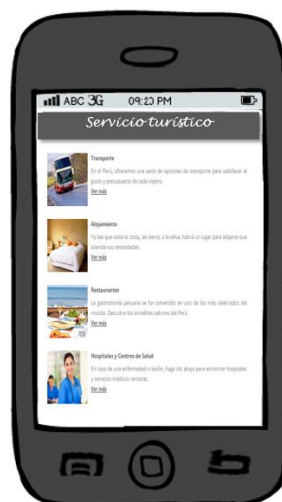 ABC 3G 09:20 PM
Servicio turístico
Transporte
En el Perú, ofrecemos una serie de opciones de transporte para satisfacer el
gusto y presupuesto de cada viajero.
Ver más
Alojamiento
Ya sea que visite la costa, las sierra, o la selva, habrá un lugar para alojarse que
atienda sus necesidades.
Ver más
Restaurantes
La gastronomía peruana se ha convertido en uno de los más celebrados del
mundo. Descubra los increíbles sabores del Perú.
Ver más
Hospitales y Centros de Salud
En caso de una enfermedad o lesión, haga clic abajo para encontrar hospitales
y servicios médicos cercanos.
Ver más